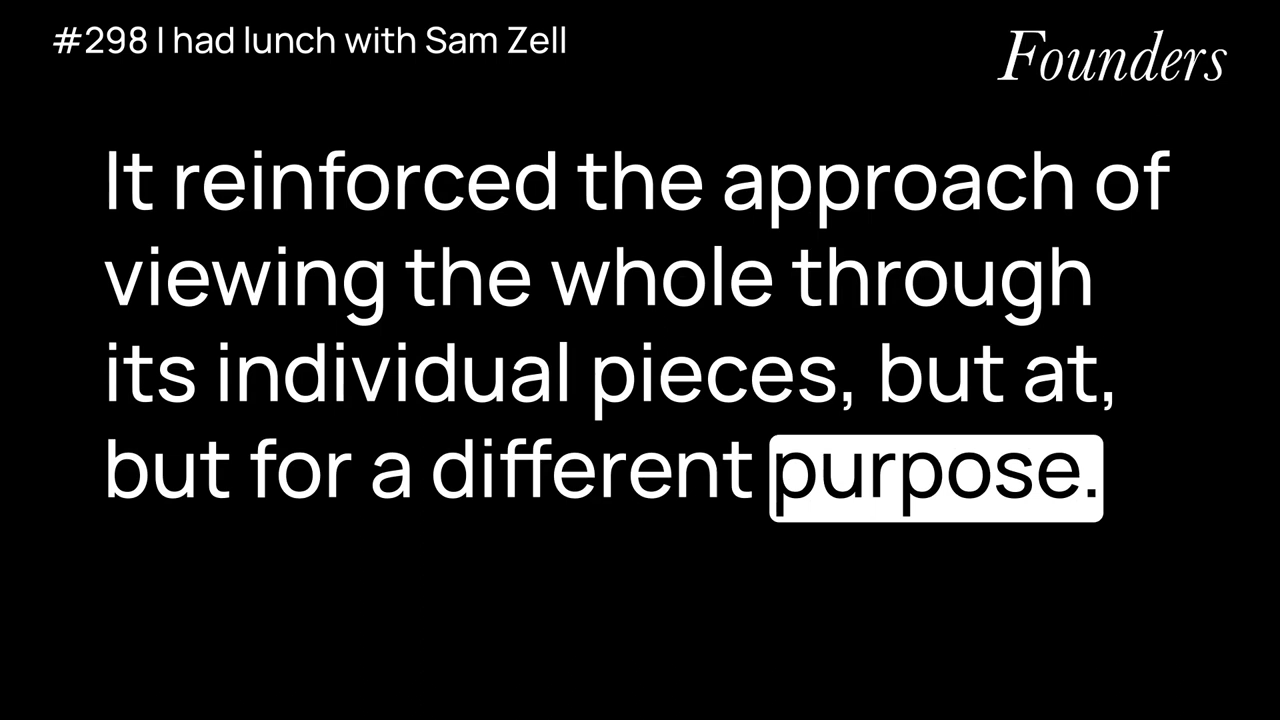 #298 I had lunch with Sam Zell
Founders
It reinforced the approach of
viewing the whole through
its individual pieces, but at,
but for a different purpose.